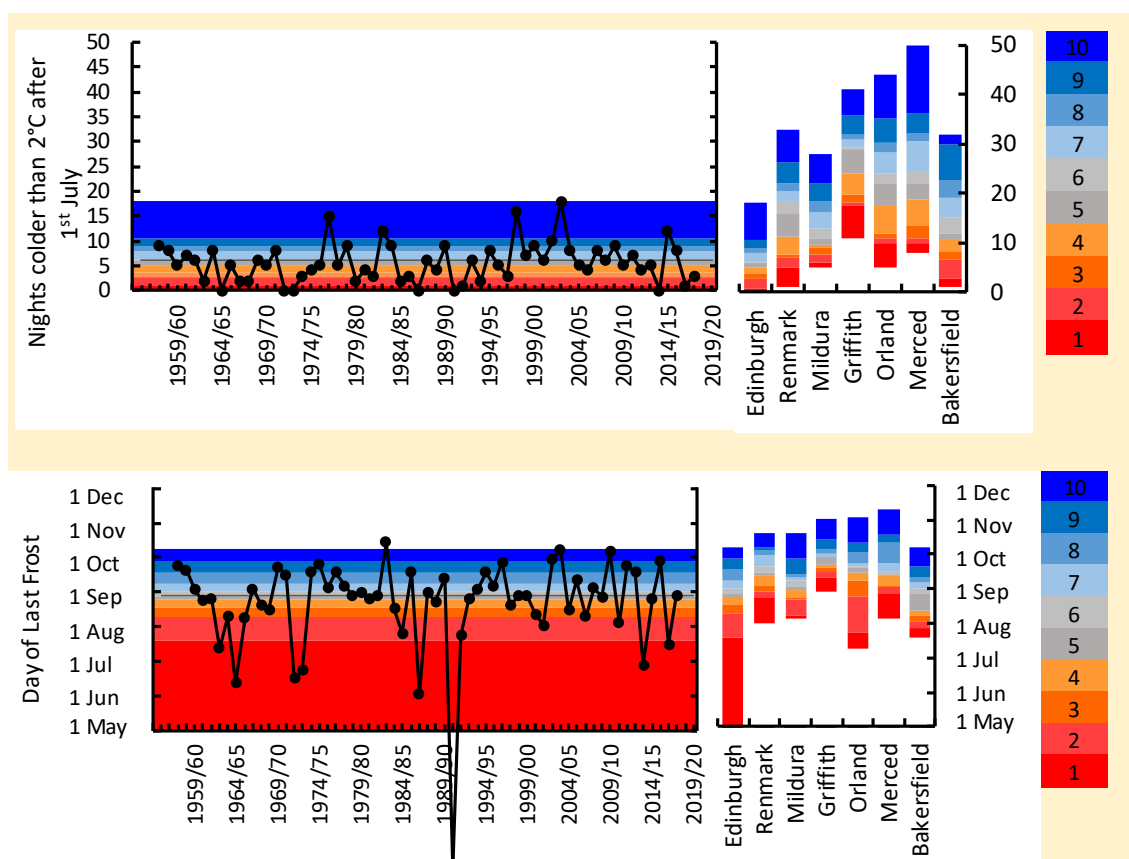 Nights colder than 2°C after
1st July
50
45
40
35
30
25
20
15
10
5
0
1959/60
1964/65
1969/70
1974/75
1979/80
1984/85
1989/90
1994/95
1999/00
2004/05
2009/10
2014/15
2019/20
50
40
30
20
10
0
Edinburgh
Renmark
Mildura
Griffith
Orland
Merced
Bakersfield
10
9
8
7
6
5
4
3
2
1
Day of Last Frost
1 Dec
1 Nov
1 Oct
1 Sep
1 Aug
1 Jul
1 Jun
1 May
1959/60
1964/65
1969/70
1974/75
1979/80
1984/85
1989/90
1994/95
1999/00
2004/05
2009/10
2014/15
2019/20
1 Dec
1 Nov
1 Oct
1 Sep
1 Aug
1 Jul
1 Jun
1 May
Edinburgh
Renmark
Mildura
Griffith
Orland
Merced
Bakersfield
10
9
8
7
6
5
4
3
2
1